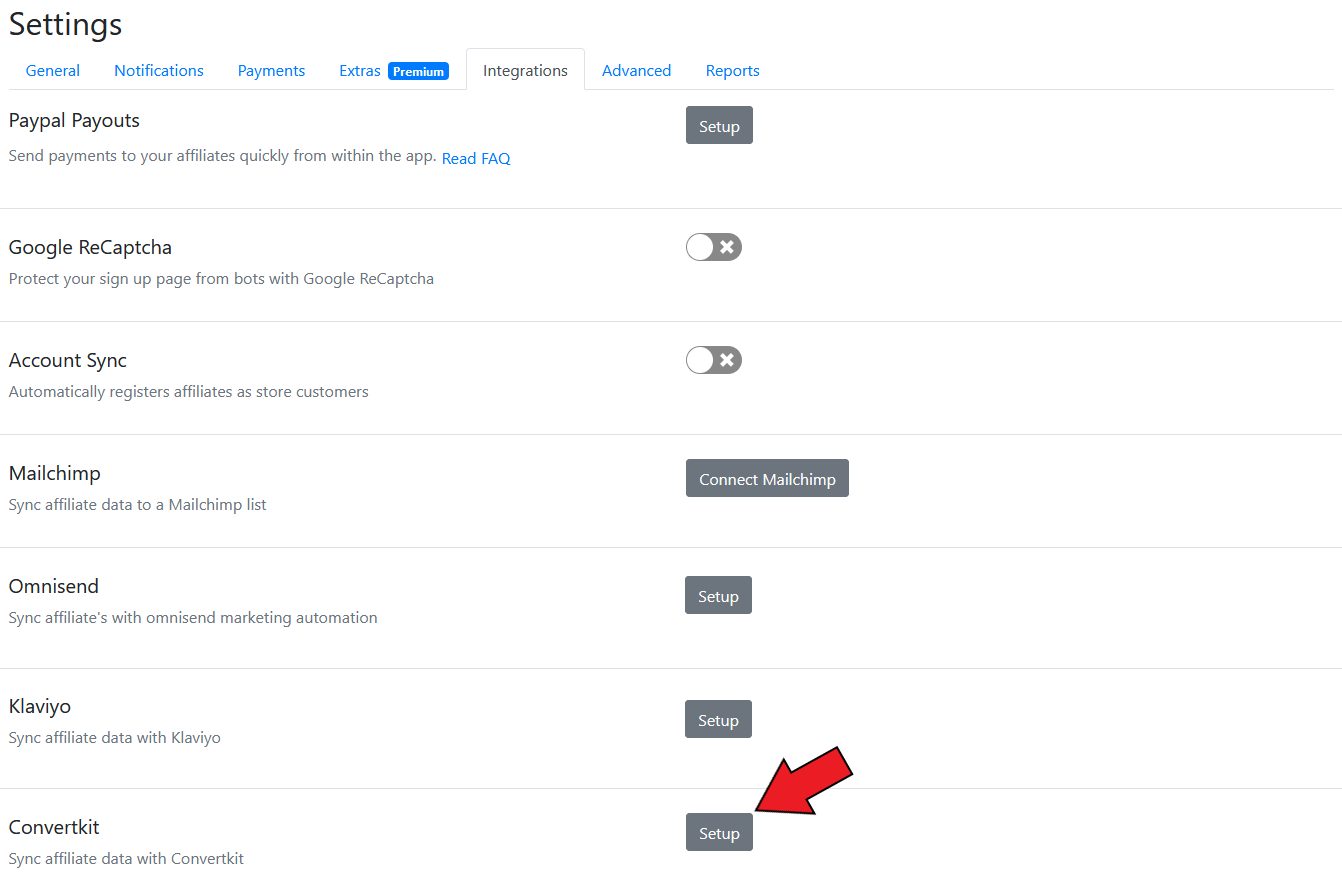 Settings
General Notifications Payments Extras Premium Integrations Advanced Reports
Paypal Payouts
Setup
Send payments to your affiliates quickly from within the app. Read FAQ
Google ReCaptcha
Protect your sign up page from bots with Google ReCaptcha
Account Sync
Automatically registers affiliates as store customers
Mailchimp
Connect Mailchimp
Sync affiliate data to a Mailchimp list
Omnisend
Setup
Sync affiliate's with omnisend marketing automation
Klaviyo
Setup
Sync affiliate data with Klaviyo
Convertkit
Setup
Sync affiliate data with Convertkit